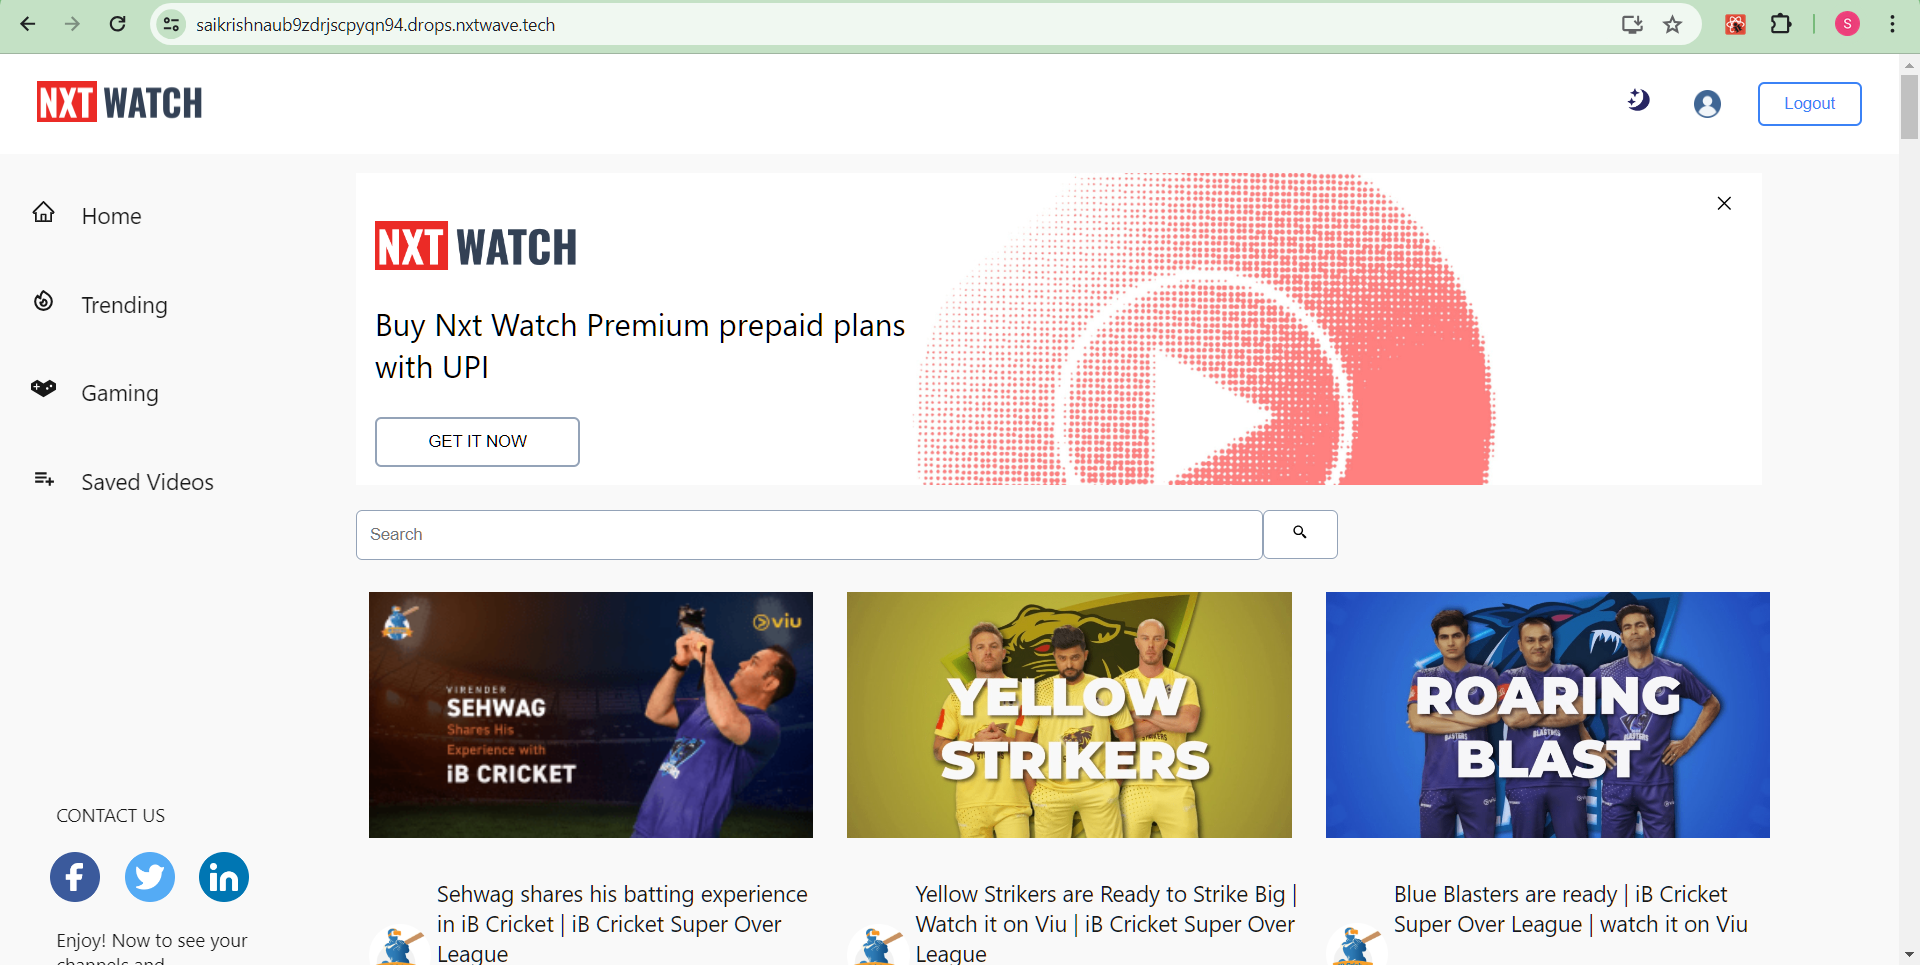 saikrishnaub9zdrjscpyqn94.drops.nxtwave.tech
S
NXT WATCH
Logout
Home
Trending
Gaming
Saved Videos
NXT WATCH
Buy Nxt Watch Premium prepaid plans
with UPI
GET IT NOW
Search
viu
VIRENDER
SEHWAG
Shares His
Experience with
iB CRICKET
YELLOW
STRIKERS
ROARING
BLAST
Sehwag shares his batting experience
in iB Cricket | iB Cricket Super Over
League
Yellow Strikers are Ready to Strike Big |
Watch it on Viu | iB Cricket Super Over
League
Blue Blasters are ready | iB Cricket
Super Over League | watch it on Viu
CONTACT US
Enjoy! Now to see your
channels and